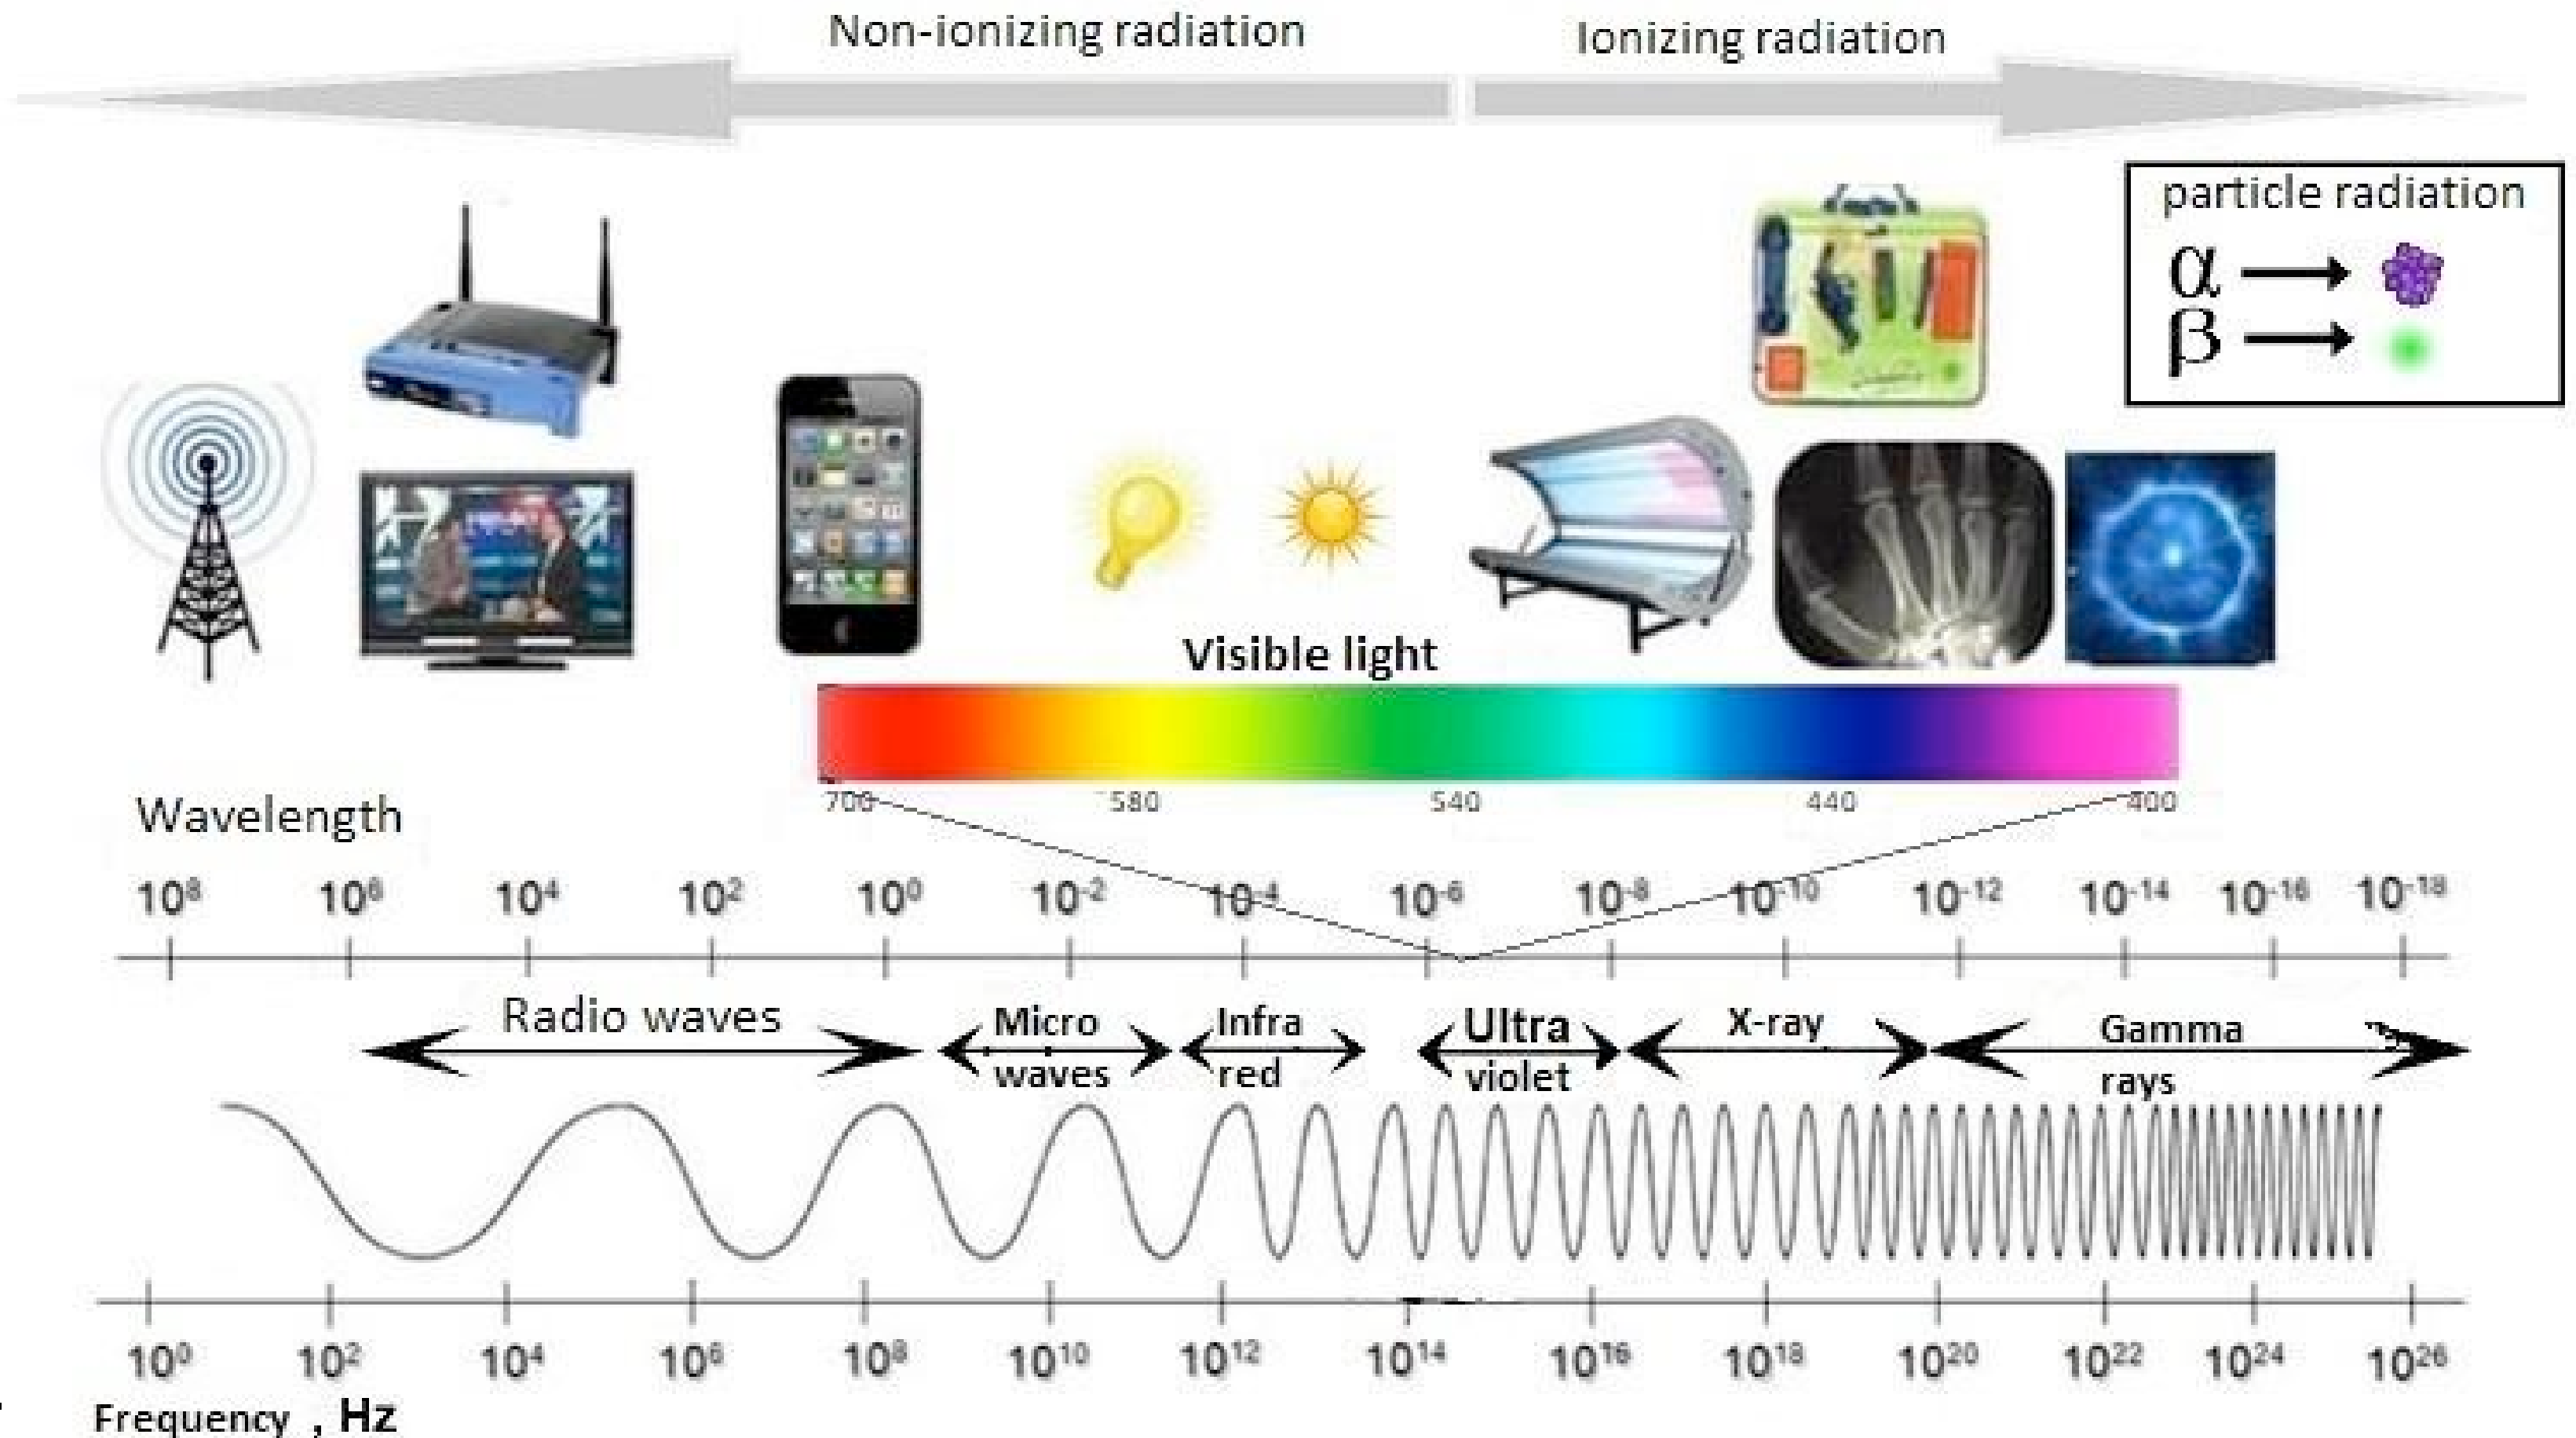 Non-ionizing radiation
Ionizing radiation
particle radiation
α
β
Visible light
700 580 540 440 400
Wavelength
10⁸ 10⁶ 10⁴ 10² 10⁰ 10⁻² 10⁻⁴ 10⁻⁶ 10⁻⁸ 10⁻¹⁰ 10⁻¹² 10⁻¹⁴ 10⁻¹⁶ 10⁻¹⁸
Radio waves
Micro
waves
Infra
red
Ultra
violet
X-ray
Gamma
rays
10⁰ 10² 10⁴ 10⁶ 10⁸ 10¹⁰ 10¹² 10¹⁴ 10¹⁶ 10¹⁸ 10²⁰ 10²² 10²⁴ 10²⁶
Frequency , Hz